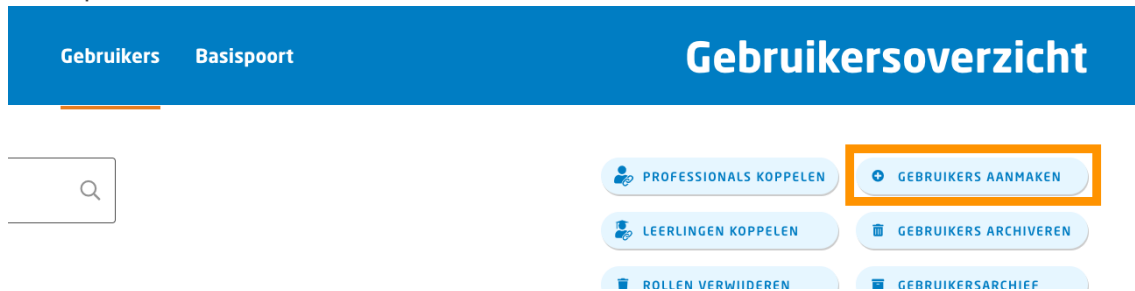 Gebruikers Basispoort Gebruikersoverzicht
PROFESSIONALS KOPPELEN GEBRUIKERS AANMAKEN
LEERLINGEN KOPPELEN GEBRUIKERS ARCHIVEREN
ROLLEN VERWIJDEREN GEBRUIKERSARCHIEF